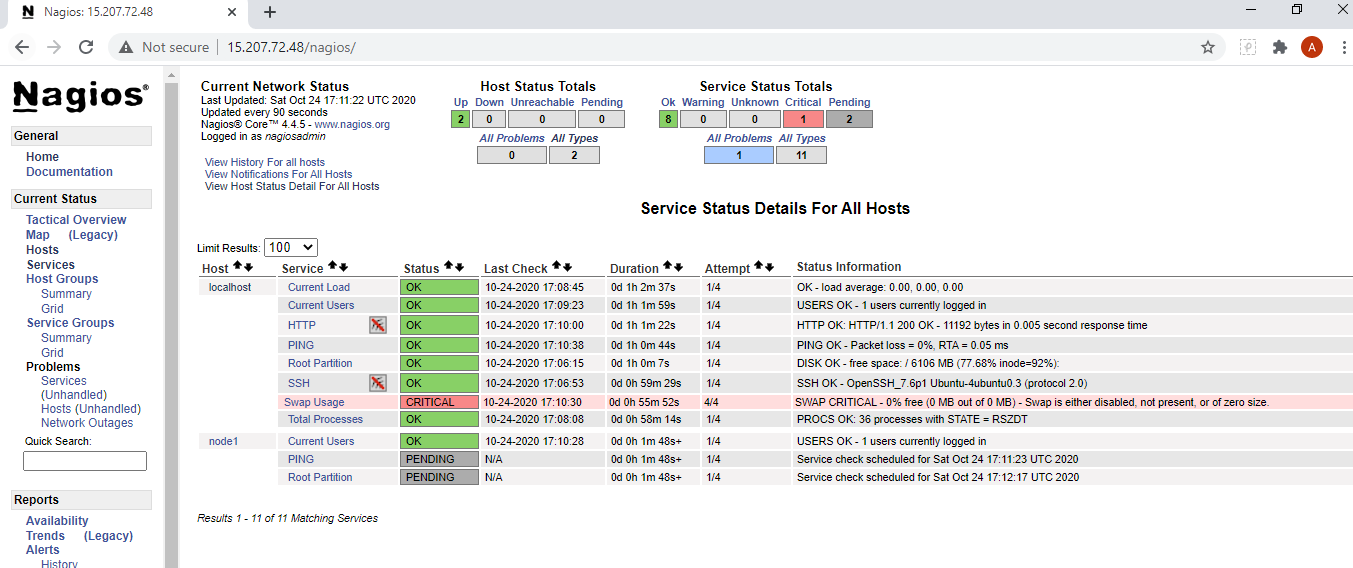 Nagios: 15.207.72.48
Not secure
15.207.72.48/nagios/
A
Nagios®
General
Home
Documentation
Current Status
Tactical Overview
Map (Legacy)
Hosts
Services
Host Groups
Summary
Grid
Service Groups
Summary
Grid
Problems
Services
(Unhandled)
Hosts (Unhandled)
Network Outages
Quick Search:
Reports
Availability
Trends (Legacy)
Alerts
History
Current Network Status
Last Updated: Sat Oct 24 17:11:22 UTC 2020
Updated every 90 seconds
Nagios® Core™ 4.4.5 - www.nagios.org
Logged in as nagiosadmin
View History For all hosts
View Notifications For All Hosts
View Host Status Detail For All Hosts
Host Status Totals
Up Down Unreachable Pending
2 0 0 0
All Problems All Types
0 2
Service Status Totals
Ok Warning Unknown Critical Pending
8 0 0 1 2
All Problems All Types
1 11
Service Status Details For All Hosts
Limit Results: 100
Host Service Status Last Check Duration Attempt Status Information
localhost Current Load OK 10-24-2020 17:08:45 0d 1h 2m 37s 1/4 OK - load average: 0.00, 0.00, 0.00
Current Users OK 10-24-2020 17:09:23 0d 1h 1m 59s 1/4 USERS OK - 1 users currently logged in
HTTP OK 10-24-2020 17:10:00 0d 1h 1m 22s 1/4 HTTP OK: HTTP/1.1 200 OK - 11192 bytes in 0.005 second response time
PING OK 10-24-2020 17:10:38 0d 1h 0m 44s 1/4 PING OK - Packet loss = 0%, RTA = 0.05 ms
Root Partition OK 10-24-2020 17:06:15 0d 1h 0m 7s 1/4 DISK OK - free space: / 6106 MB (77.68% inode=92%):
SSH OK 10-24-2020 17:06:53 0d 0h 59m 29s 1/4 SSH OK - OpenSSH_7.6p1 Ubuntu-4ubuntu0.3 (protocol 2.0)
Swap Usage CRITICAL 10-24-2020 17:10:30 0d 0h 55m 52s 4/4 SWAP CRITICAL - 0% free (0 MB out of 0 MB) - Swap is either disabled, not present, or of zero size.
Total Processes OK 10-24-2020 17:08:08 0d 0h 58m 14s 1/4 PROCS OK: 36 processes with STATE = RSZDT
node1 Current Users OK 10-24-2020 17:10:28 0d 0h 1m 48s+ 1/4 USERS OK - 1 users currently logged in
PING PENDING N/A 0d 0h 1m 48s+ 1/4 Service check scheduled for Sat Oct 24 17:11:23 UTC 2020
Root Partition PENDING N/A 0d 0h 1m 48s+ 1/4 Service check scheduled for Sat Oct 24 17:12:17 UTC 2020
Results 1 - 11 of 11 Matching Services